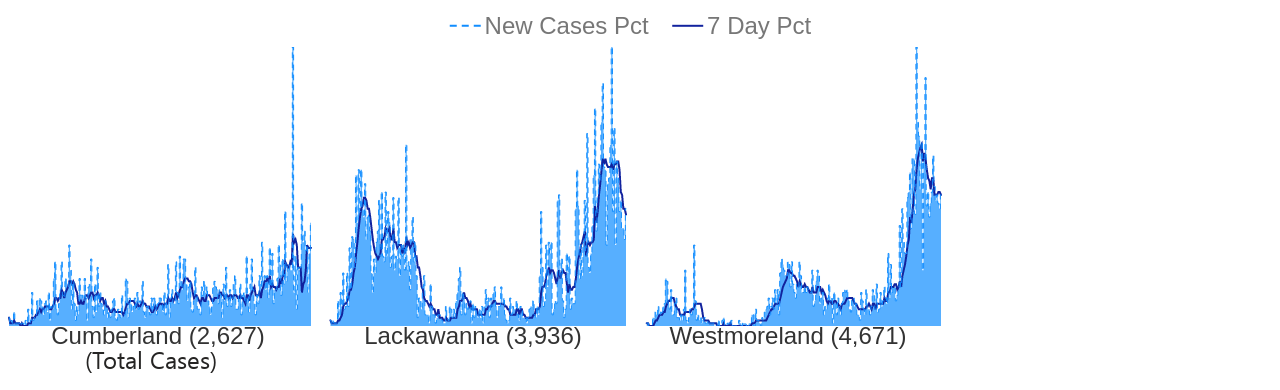 New Cases Pct 7 Day Pct
Cumberland (2,627) Lackawanna (3,936) Westmoreland (4,671)
(Total Cases)